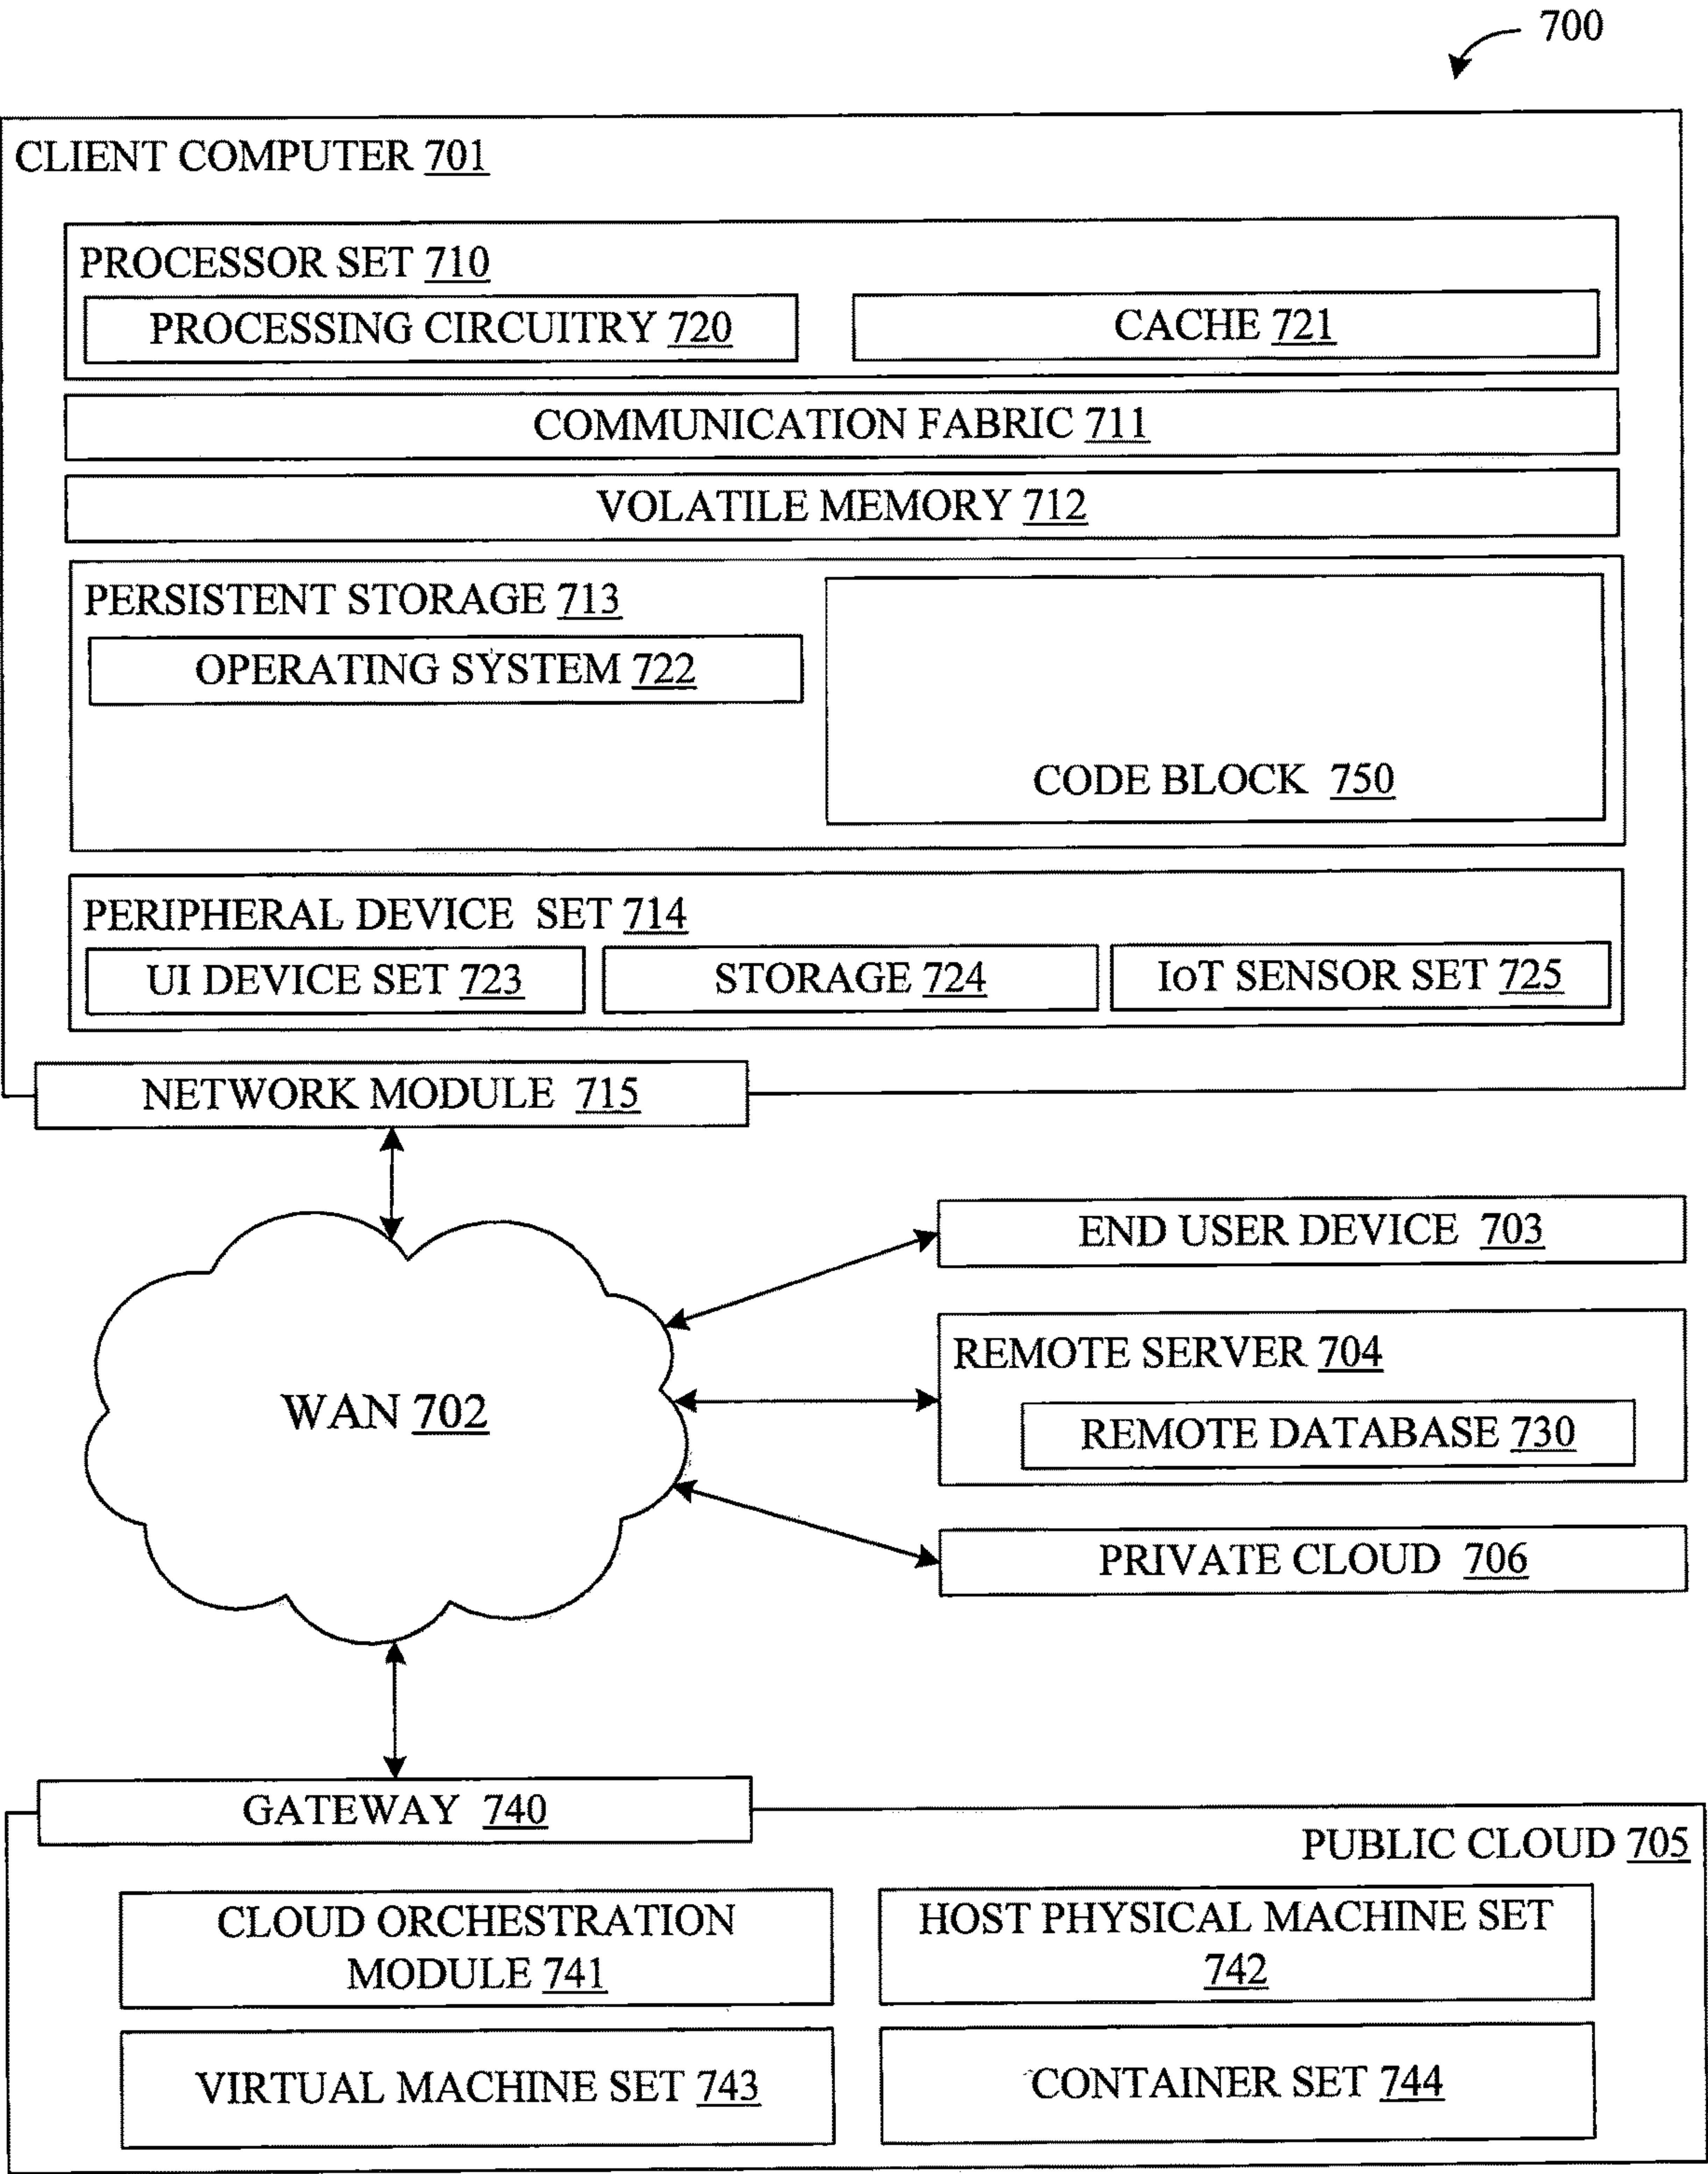 700
CLIENT COMPUTER 701
PROCESSOR SET 710
PROCESSING CIRCUITRY 720
CACHE 721
COMMUNICATION FABRIC 711
VOLATILE MEMORY 712
PERSISTENT STORAGE 713
OPERATING SYSTEM 722
CODE BLOCK 750
PERIPHERAL DEVICE SET 714
UI DEVICE SET 723
STORAGE 724
IoT SENSOR SET 725
NETWORK MODULE 715
END USER DEVICE 703
REMOTE SERVER 704
WAN 702
REMOTE DATABASE 730
PRIVATE CLOUD 706
GATEWAY 740
PUBLIC CLOUD 705
CLOUD ORCHESTRATION
MODULE 741
HOST PHYSICAL MACHINE SET
742
VIRTUAL MACHINE SET 743
CONTAINER SET 744